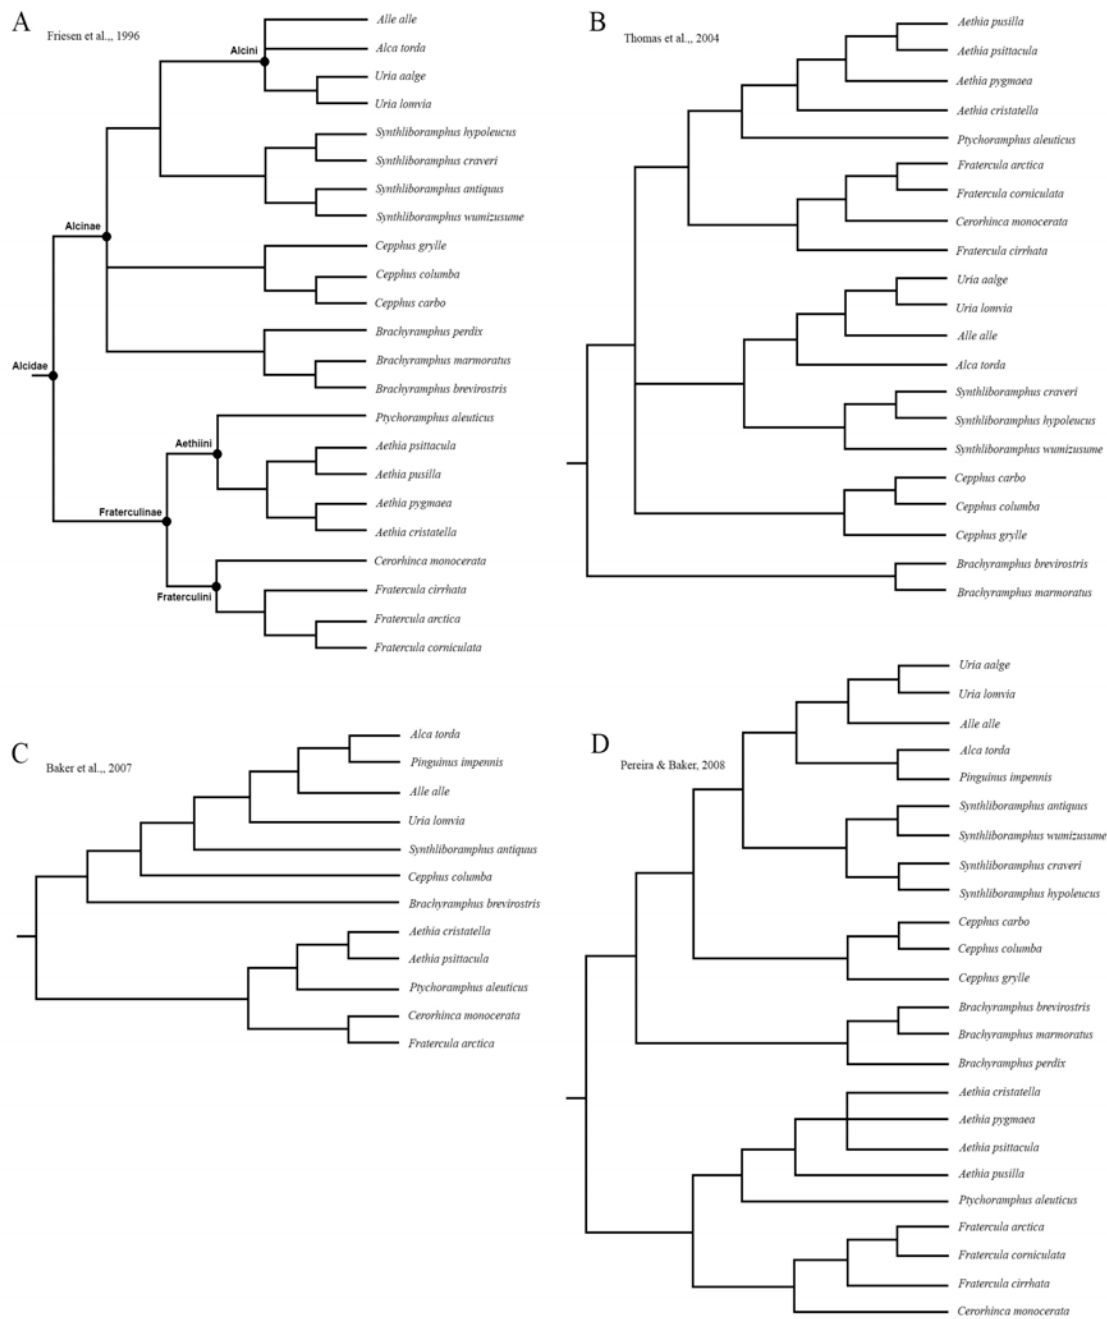 A
Friesen et al.,, 1996
Alle alle
Alca torda
Alcini
Uria aalge
Uria lomvia
Synthliboramphus hypoleucus
Synthliboramphus craveri
Synthliboramphus antiquus
Synthliboramphus wumizusume
Alcinae
Cepphus grylle
Cepphus columba
Cepphus carbo
Brachyramphus perdix
Brachyramphus marmoratus
Alcidae
Brachyramphus brevirostris
Ptychoramphus aleuticus
Aethiini
Aethia psittacula
Aethia pusilla
Aethia pygmaea
Fraterculinae
Aethia cristatella
Cerorhinca monocerata
Fraterculini
Fratercula cirrhata
Fratercula arctica
Fratercula corniculata
B
Thomas et al.,, 2004
Aethia pusilla
Aethia psittacula
Aethia pygmaea
Aethia cristatella
Ptychoramphus aleuticus
Fratercula arctica
Fratercula corniculata
Cerorhinca monocerata
Fratercula cirrhata
Uria aalge
Uria lomvia
Alle alle
Alca torda
Synthliboramphus craveri
Synthliboramphus hypoleucus
Synthliboramphus wumizusume
Cepphus carbo
Cepphus columba
Cepphus grylle
Brachyramphus brevirostris
Brachyramphus marmoratus
C
Baker et al.,, 2007
Alca torda
Pinguinus impennis
Alle alle
Uria lomvia
Synthliboramphus antiquus
Cepphus columba
Brachyramphus brevirostris
Aethia cristatella
Aethia psittacula
Ptychoramphus aleuticus
Cerorhinca monocerata
Fratercula arctica
D
Pereira & Baker, 2008
Uria aalge
Uria lomvia
Alle alle
Alca torda
Pinguinus impennis
Synthliboramphus antiquus
Synthliboramphus wumizusume
Synthliboramphus craveri
Synthliboramphus hypoleucus
Cepphus carbo
Cepphus columba
Cepphus grylle
Brachyramphus brevirostris
Brachyramphus marmoratus
Brachyramphus perdix
Aethia cristatella
Aethia pygmaea
Aethia psittacula
Aethia pusilla
Ptychoramphus aleuticus
Fratercula arctica
Fratercula corniculata
Fratercula cirrhata
Cerorhinca monocerata